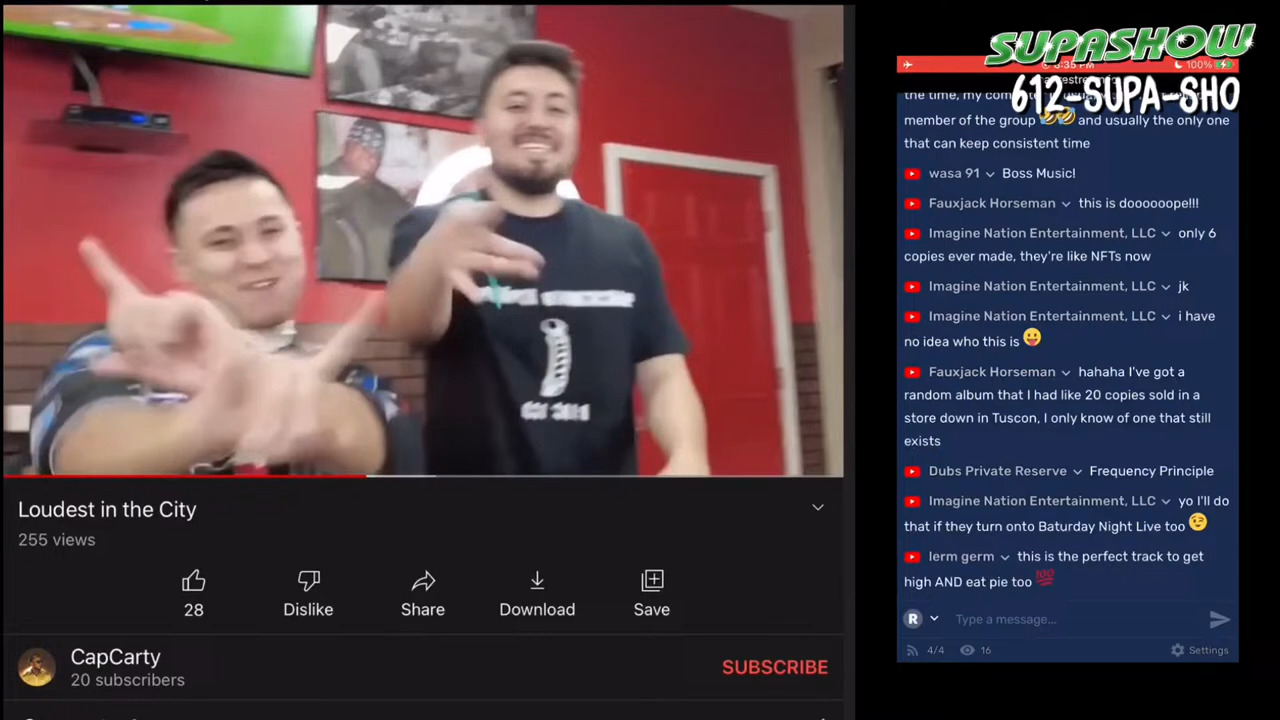 Loudest in the City
255 views
28
Dislike
Share
Download
Save
CapCarty
20 subscribers
SUBSCRIBE
SUPASHOW
:35 PM
100%
612-SUPA-SHO
the time, my
member of the group 🤣🤣 and usually the only one
that can keep consistent time
wasa 91 Boss Music!
Fauxjack Horseman this is doooooope!!!
Imagine Nation Entertainment, LLC only 6
copies ever made, they're like NFTs now
Imagine Nation Entertainment, LLC jk
Imagine Nation Entertainment, LLC i have
no idea who this is 😛
Fauxjack Horseman hahaha I've got a
random album that I had like 20 copies sold in a
store down in Tuscon, I only know of one that still
exists
Dubs Private Reserve Frequency Principle
Imagine Nation Entertainment, LLC yo I'll do
that if they turn onto Baturday Night Live too 😉
lerm germ this is the perfect track to get
high AND eat pie too 💯
R Type a message...
4/4 16 Settings